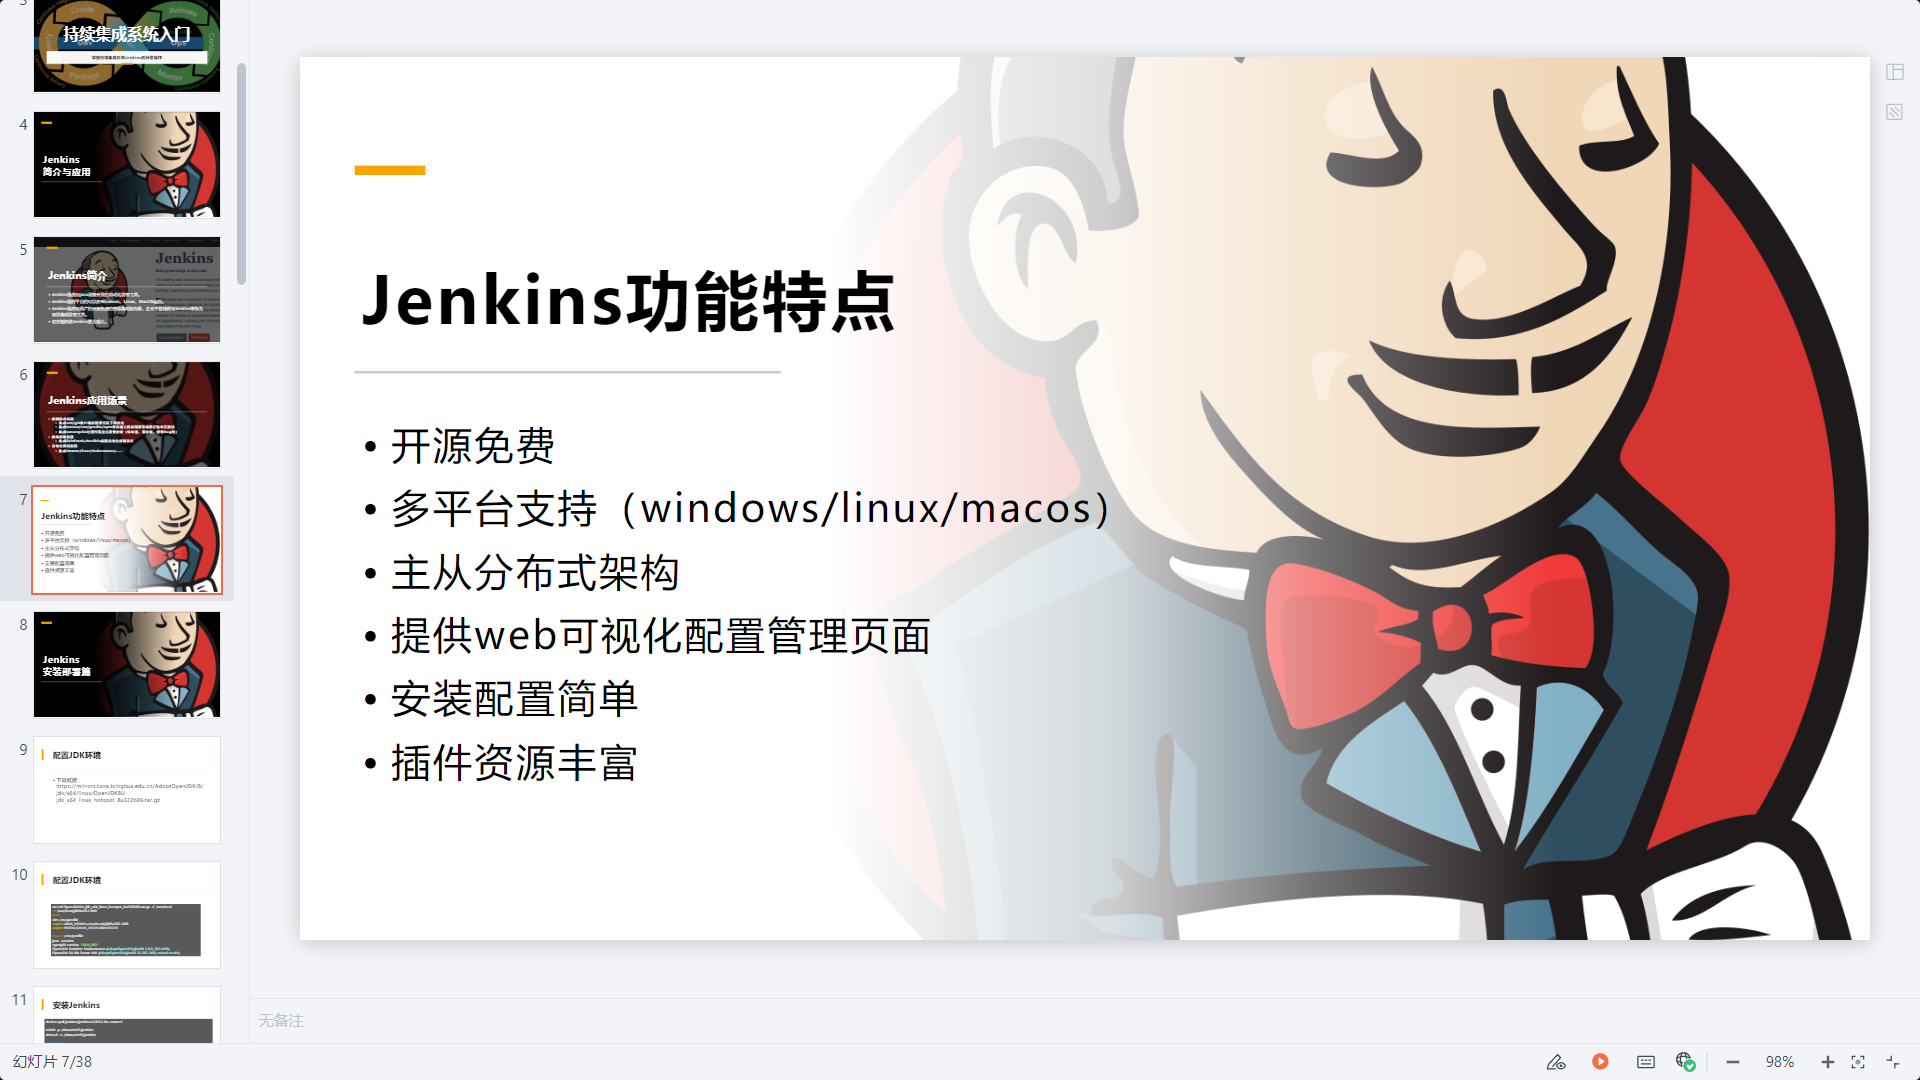 3
Create
Release
持续集成系统入门
Dev
Ops
Package
Monitor
4
Jenkins
简介与应用
5
Jenkins
Jenkins简介
6
Jenkins应用场景
7
Jenkins功能特点
• 开源免费
• 多平台支持（windows/linux/macos）
• 主从分布式架构
• 提供web可视化配置管理页面
• 安装配置简单
• 插件资源丰富
8
Jenkins
安装部署篇
9
配置JDK环境
• 下载链接：
https://mirrors.tuna.tsinghua.edu.cn/AdoptOpenJDK/8/
jdk/x64/linux/OpenJDK8U-
jdk_x64_linux_hotspot_8u322b06.tar.gz
10
配置JDK环境
11
安装Jenkins
Jenkins功能特点
• 开源免费
• 多平台支持（windows/linux/macos）
• 主从分布式架构
• 提供web可视化配置管理页面
• 安装配置简单
• 插件资源丰富
无备注
幻灯片 7/38
98%